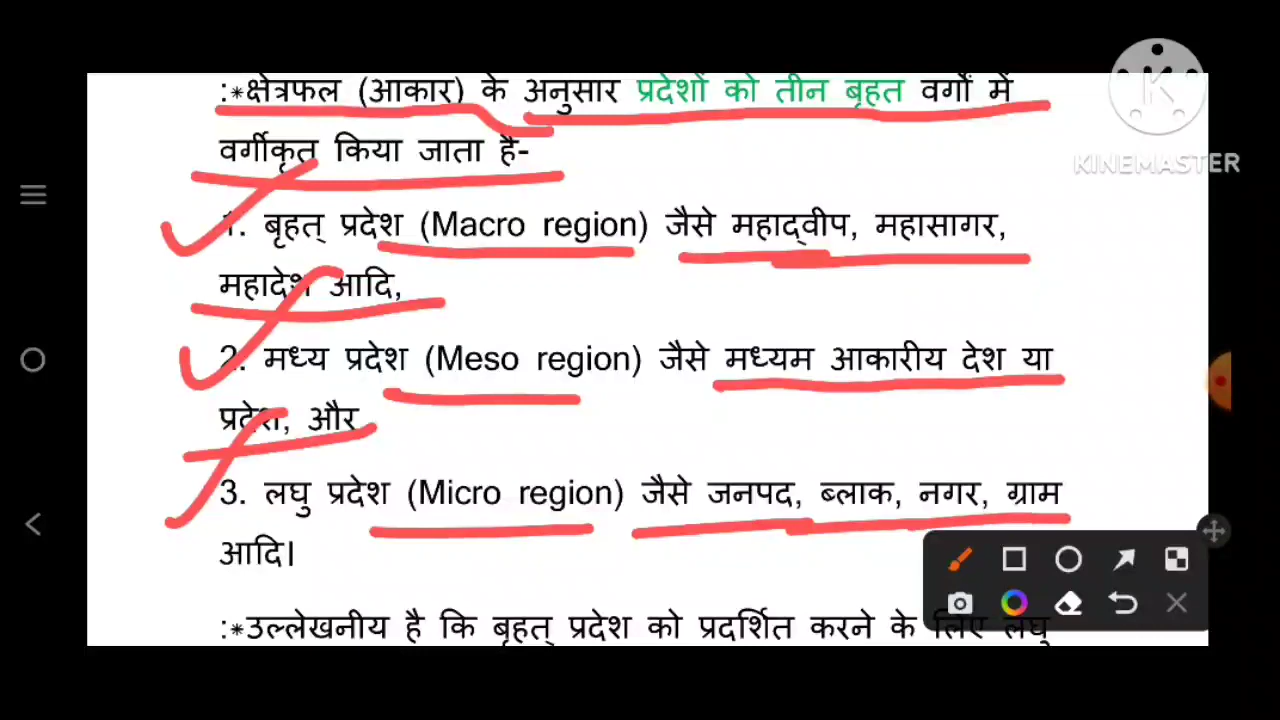 :*क्षेत्रफल (आकार) के अनुसार प्रदेशों को तीन बृहत वर्गों में
वर्गीकृत किया जाता है-
1. बृहत् प्रदेश (Macro region) जैसे महाद्वीप, महासागर,
महादेश आदि,
2. मध्य प्रदेश (Meso region) जैसे मध्यम आकारीय देश या
प्रदेश, और
3. लघु प्रदेश (Micro region) जैसे जनपद, ब्लाक, नगर, ग्राम
आदि।
:*उल्लेखनीय है कि बृहत् प्रदेश को प्रदर्शित करने के लिए लघु
K
KINEMASTER